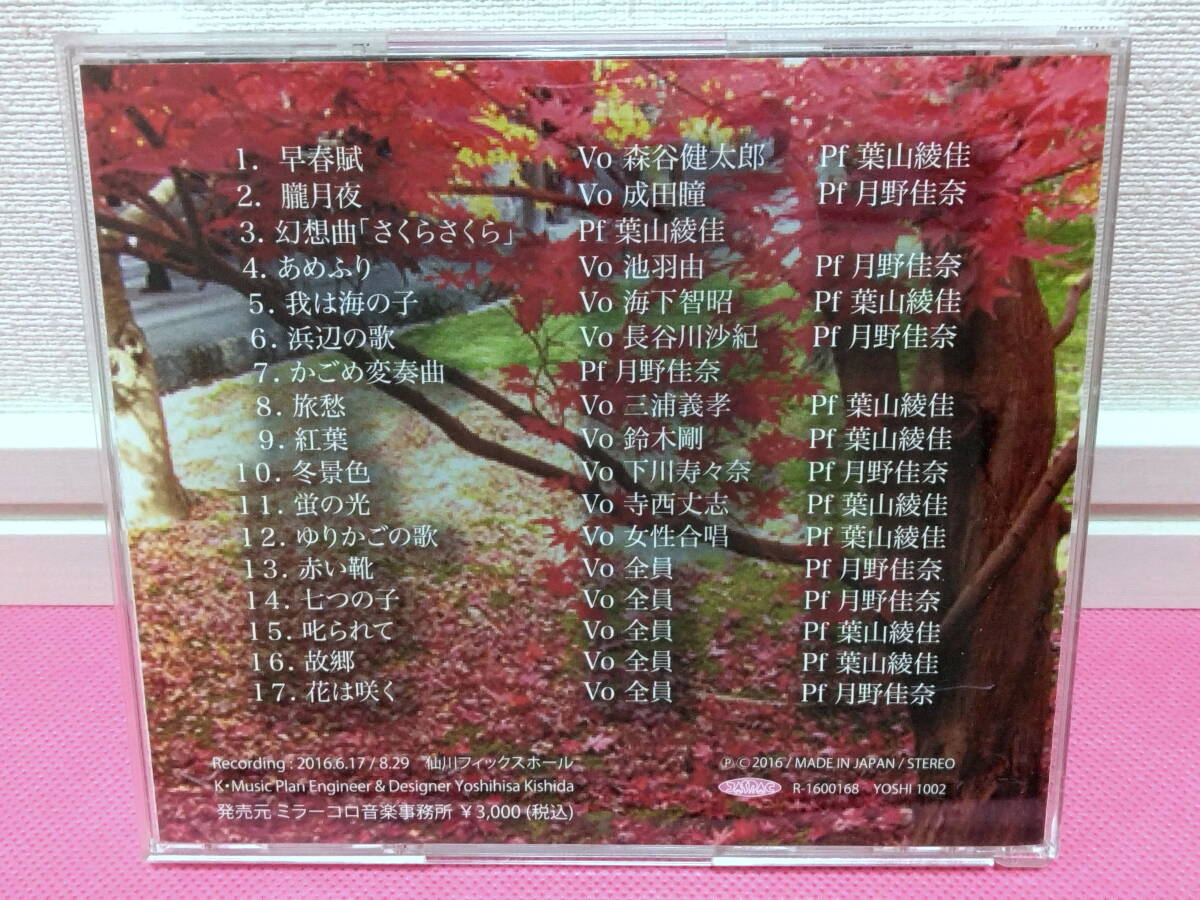 1. 早春賦 Vo 森谷健太郎 Pf 葉山綾佳
2. 朧月夜 Vo 成田瞳 Pf 月野佳奈
3. 幻想曲「さくらさくら」 Pf 葉山綾佳
4. あめふり Vo 池羽由 Pf 月野佳奈
5. 我は海の子 Vo 海下智昭 Pf 葉山綾佳
6. 浜辺の歌 Vo 長谷川沙紀 Pf 月野佳奈
7. かごめ変奏曲 Pf 月野佳奈
8. 旅愁 Vo 三浦義孝 Pf 葉山綾佳
9. 紅葉 Vo 鈴木剛 Pf 葉山綾佳
10. 冬景色 Vo 下川寿々奈 Pf 月野佳奈
11. 蛍の光 Vo 寺西丈志 Pf 葉山綾佳
12. ゆりかごの歌 Vo 女性合唱 Pf 葉山綾佳
13. 赤い靴 Vo 全員 Pf 月野佳奈
14. 七つの子 Vo 全員 Pf 月野佳奈
15. 叱られて Vo 全員 Pf 葉山綾佳
16. 故郷 Vo 全員 Pf 葉山綾佳
17. 花は咲く Vo 全員 Pf 月野佳奈
Recording : 2016.6.17 / 8.29 仙川フィックスホール
K・Music Plan Engineer & Designer Yoshihisa Kishida
発売元 ミラーコロ音楽事務所 ¥3,000 (税込)
Ⓟ/Ⓒ 2016 / MADE IN JAPAN / STEREO
JASRAC R-1600168 YOSHI 1002